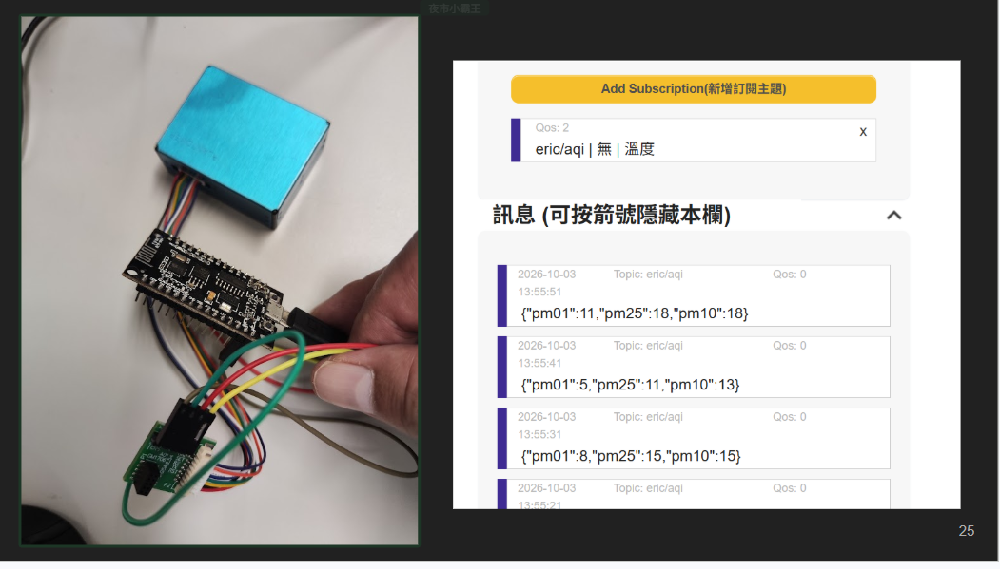 夜市小霸王
Add Subscription(新增訂閱主題)
Qos: 2
x
eric/aqi | 無 | 溫度
訊息 (可按箭號隱藏本欄)
2026-10-03 Topic: eric/aqi Qos: 0
13:55:51
{"pm01":11,"pm25":18,"pm10":18}
2026-10-03 Topic: eric/aqi Qos: 0
13:55:41
{"pm01":5,"pm25":11,"pm10":13}
2026-10-03 Topic: eric/aqi Qos: 0
13:55:31
{"pm01":8,"pm25":15,"pm10":15}
2026-10-03 Topic: eric/aqi Qos: 0
13:55:21
25